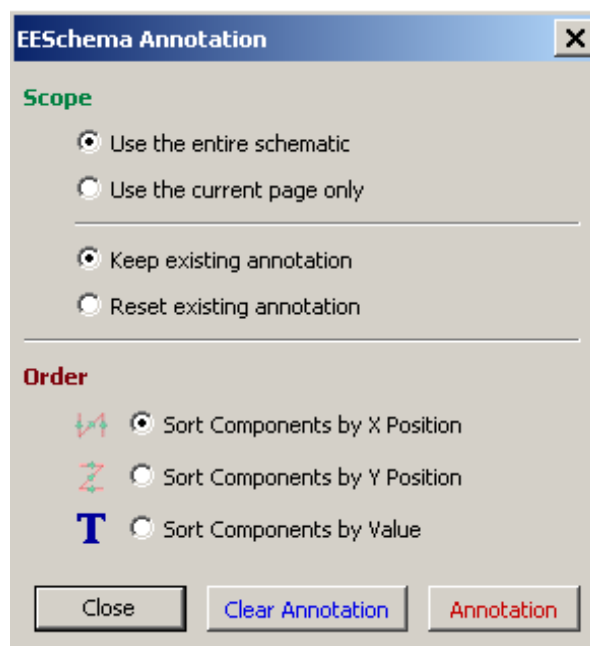 EESchema Annotation
Scope
Use the entire schematic
Use the current page only
Keep existing annotation
Reset existing annotation
Order
Sort Components by X Position
Sort Components by Y Position
T Sort Components by Value
Close Clear Annotation Annotation